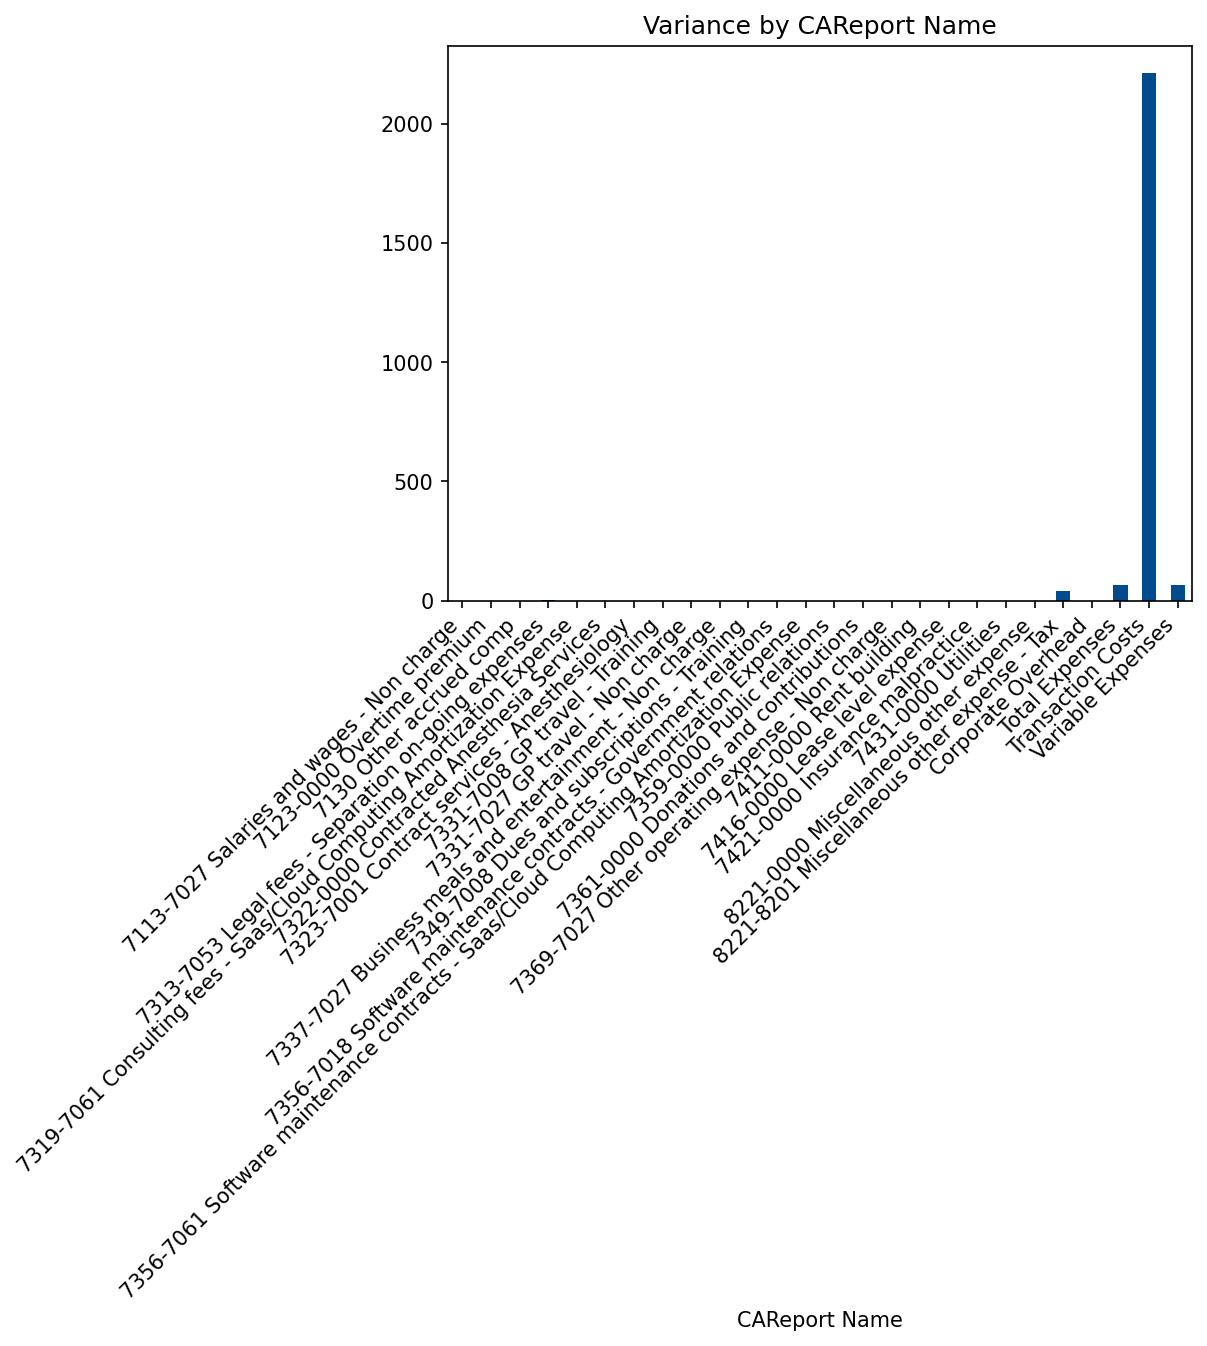 Variance by CAReport Name
2000
1500
1000
500
0
7113-7027 Salaries and wages - Non charge
7123-0000 Overtime premium
7130 Other accrued comp
7313-7053 Legal fees - Separation on-going expenses
7319-7061 Consulting fees - Saas/Cloud Computing Amortization Expense
7322-0000 Contracted Anesthesia Services
7323-7001 Contract services - Anesthesiology
7331-7008 GP travel - Training
7331-7027 GP travel - Non charge
7337-7027 Business meals and entertainment - Non charge
7349-7008 Dues and subscriptions - Training
7356-7018 Software maintenance contracts - Government relations
7356-7061 Software maintenance contracts - Saas/Cloud Computing Amortization Expense
7359-0000 Public relations
7361-0000 Donations and contributions
7369-7027 Other operating expense - Non charge
7411-0000 Rent building
7416-0000 Lease level expense
7421-0000 Insurance malpractice
7431-0000 Utilities
8221-0000 Miscellaneous other expense
8221-8201 Miscellaneous other expense - Tax
Corporate Overhead
Total Expenses
Transaction Costs
Variable Expenses
CAReport Name